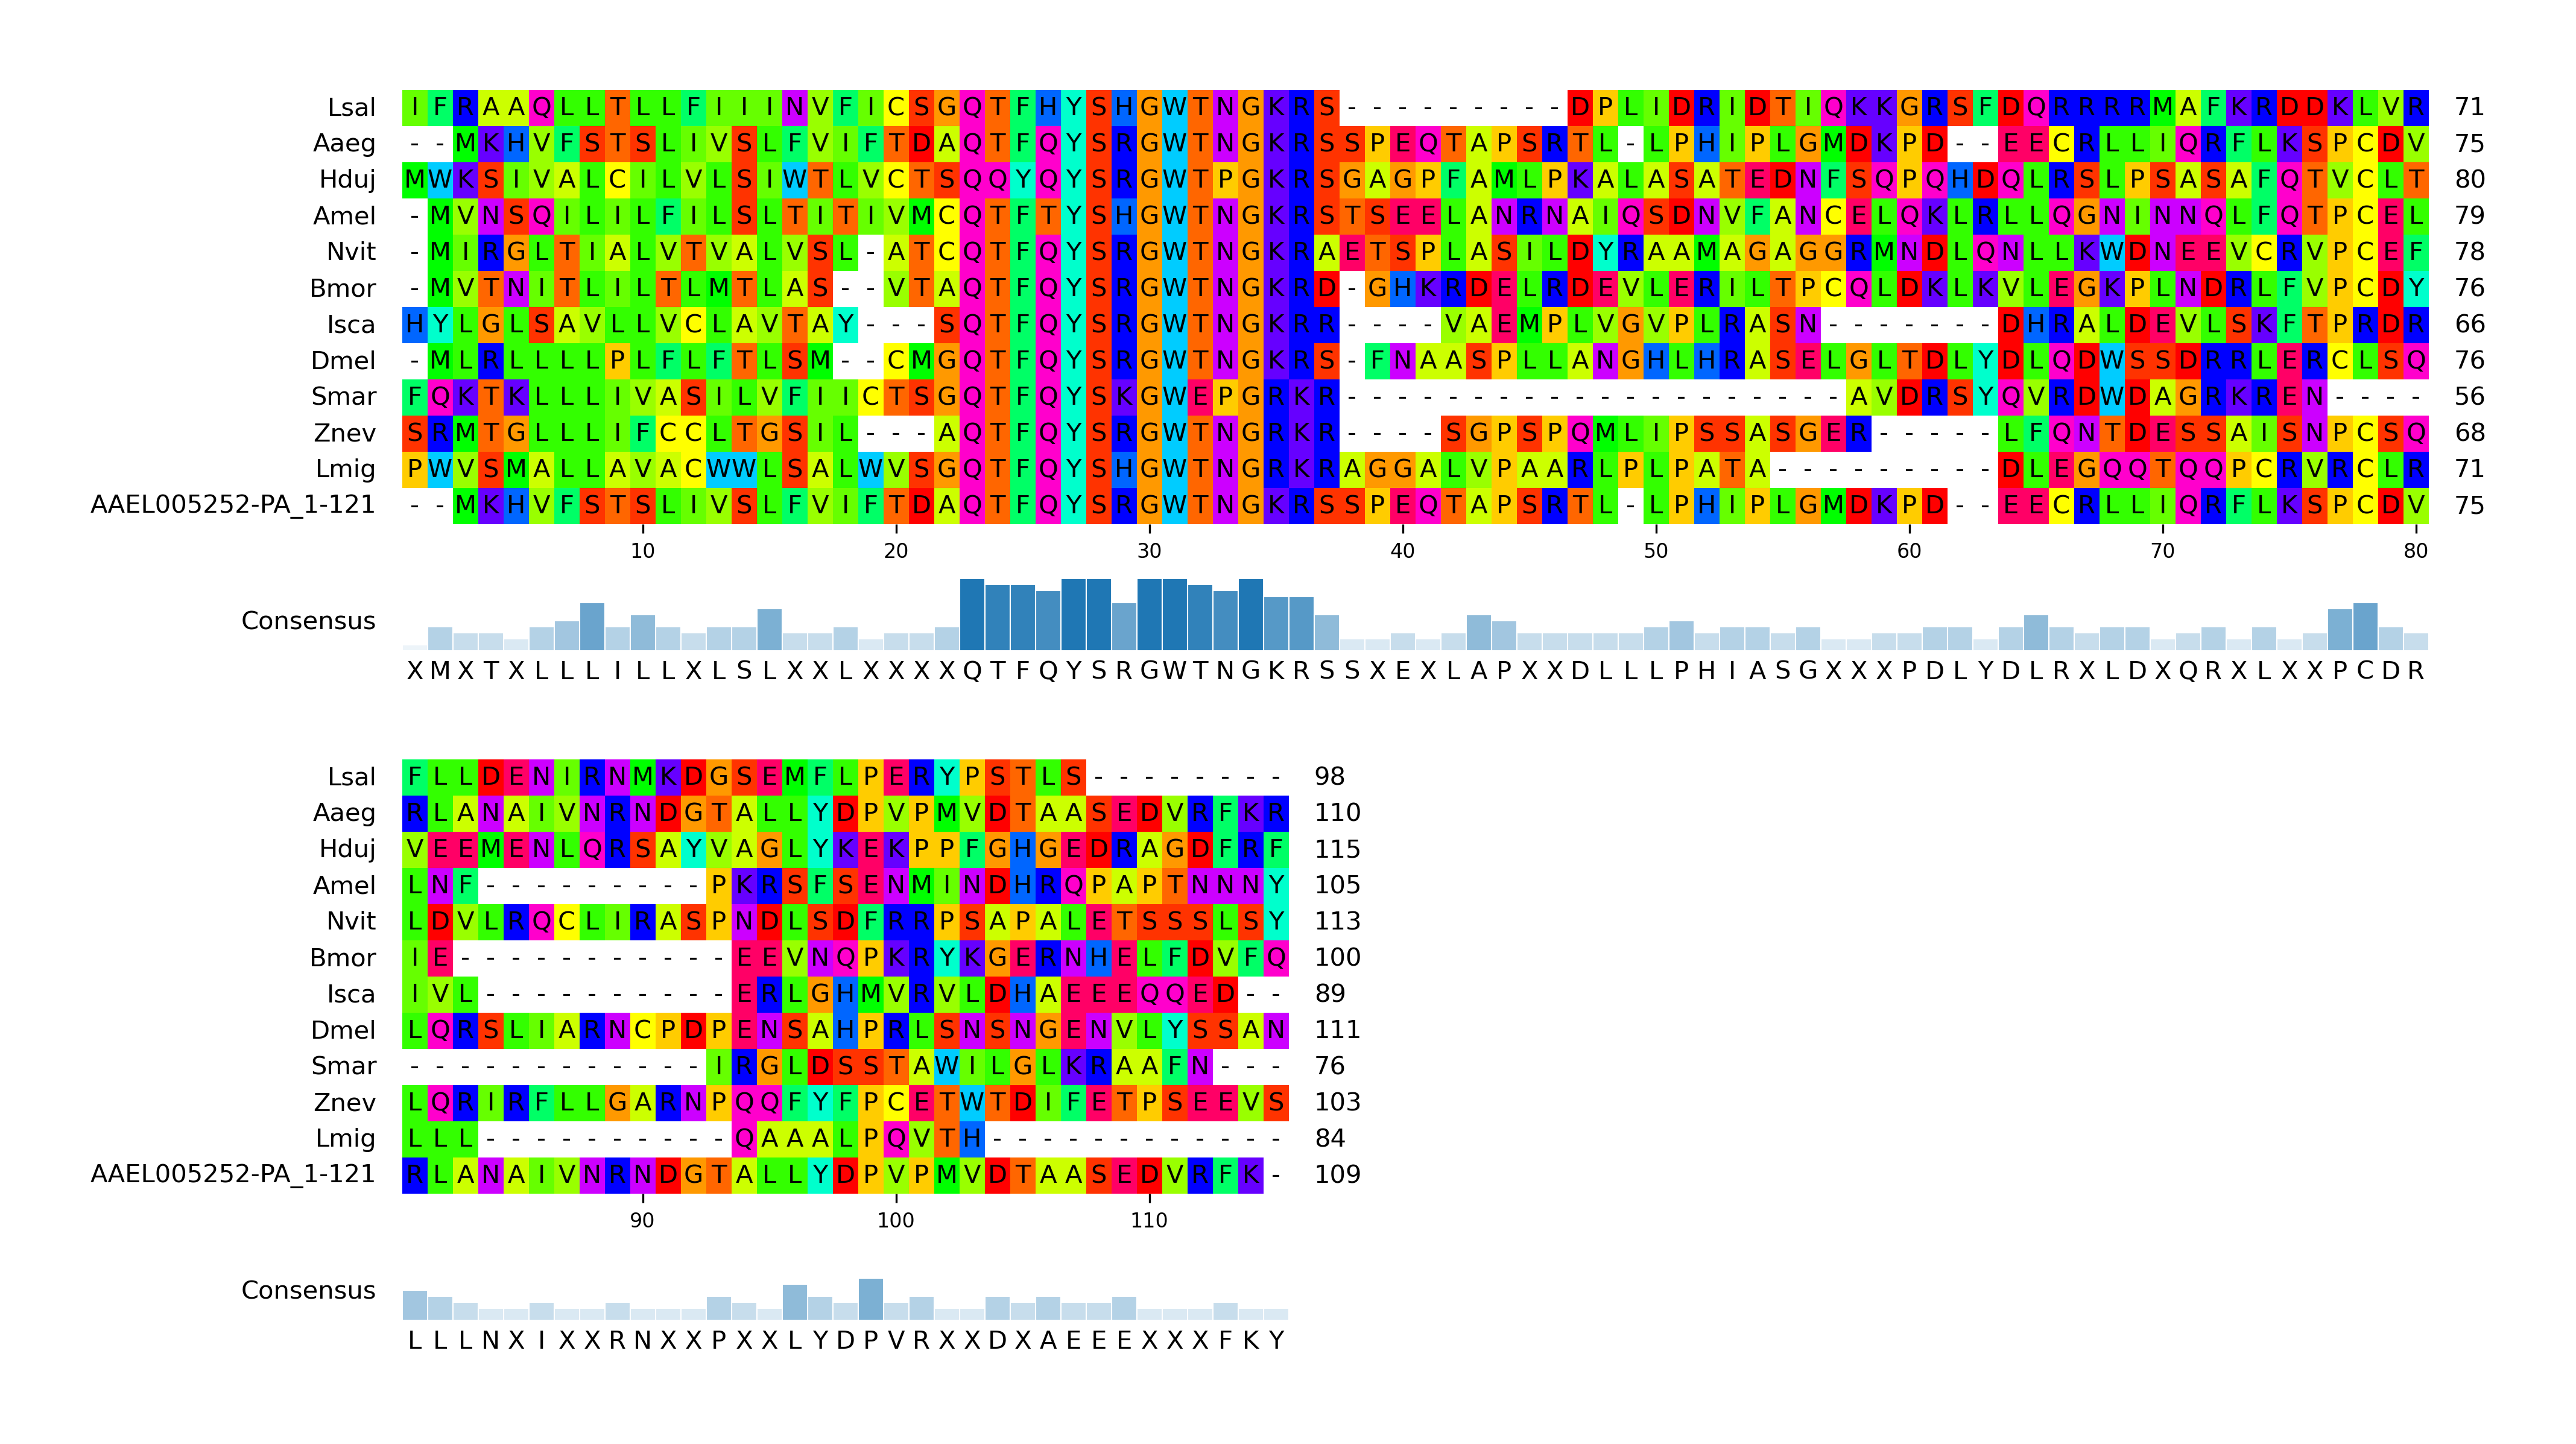 Lsal IFRAAQLLTLLFIIINVFICSGQTFHYSHGWTNGKRS---------DPLIDRIDTIQKKGRSFDQRRRRMAFKRDDKLVR 71
Aaeg --MKHVFSTSLIVSLFVIFTDAQTFQYSRGWTNGKRSSPEQTAPSRTL-LPHIPLGMDKPD--EECRLLIQRFLKSPCDV 75
Hduj MWKSIVALCILVLSIWTLVCTSQQYQYSRGWTPGKRSGAGPFAMLPKALASATEDNFSQPQHDQLRSLPSASAFQTVCLT 80
Amel -MVNSQILILFILSLTITIVMCQTFTYSHGWTNGKRSTSEELANRNAIQSDNVFANCELQKLRLLQGNINNQLFQTPCEL 79
Nvit -MIRGLTIALVTVALVSL-ATCQTFQYSRGWTNGKRAETSPLASILDYRAAMAGAGGRMNDLQNLLKWDNEEVCRVPCEF 78
Bmor -MVTNITLILTLMTLAS--VTAQTFQYSRGWTNGKRD-GHKRDELRDEVLERILTPCQLDKLKVLEGKPLNDRLFVPCDY 76
Isca HYLGLSAVLLVCLAVTAY---SQTFQYSRGWTNGKRR----VAEMPLVGVPLRASN-------DHRALDEVLSKFTPRDR 66
Dmel -MLRLLLLPLFLFTLSM--CMGQTFQYSRGWTNGKRS-FNAASPLLANGHLHRASELGLTDLYDLQDWSSDRRLERCLSQ 76
Smar FQKTKLLLIVASILVFIICTSGQTFQYSKGWEPGRKR--------------------AVDRSYQVRDWDAGRKREN---- 56
Znev SRMTGLLLIFCCLTGSIL---AQTFQYSRGWTNGRKR----SGPSPQMLIPSSASGER-----LFQNTDESSAISNPCSQ 68
Lmig PWVSMALLAVACWWLSALWVSGQTFQYSHGWTNGRKRAGGALVPAARLPLPATA---------DLEGQQTQQPCRVRCLR 71
AAEL005252-PA_1-121 --MKHVFSTSLIVSLFVIFTDAQTFQYSRGWTNGKRSSPEQTAPSRTL-LPHIPLGMDKPD--EECRLLIQRFLKSPCDV 75
10 20 30 40 50 60 70 80
Consensus
XMXTXLLLILLXLSLXXLXXXXQTFQYSRGWTNGKRSSXEXLAPXXDLLLPHIASGXXXPDLYDLRXLDXQRXLXXPCDR
Lsal FLLDENIRNMKDGSEMFLPERYPSTLS-------- 98
Aaeg RLANAIVNRNDGTALLYDPVPMVDTAASEDVRFKR 110
Hduj VEEMENLQRSAYVAGLYKEKPPFGHGEDRAGDFRF 115
Amel LNF---------PKRSFSENMINDHRQPAPTNNNY 105
Nvit LDVLRQCLIRASPNDLSDFRRPSAPALETSSSLSY 113
Bmor IE-----------EEVNQPKRYKGERNHELFDVFQ 100
Isca IVL----------ERLGHMVRVLDHAEEEQQED-- 89
Dmel LQRSLIARNCPDPENSAHPRLSNSNGENVLYSSAN 111
Smar ------------IRGLDSSTAWILGLKRAAFN--- 76
Znev LQRIRFLLGARNPQQFYFPCETWTDIFETPSEEVS 103
Lmig LLL----------QAAALPQVTH------------ 84
AAEL005252-PA_1-121 RLANAIVNRNDGTALLYDPVPMVDTAASEDVRFK- 109
90 100 110
Consensus
LLLNXIXXRNXXPXXLYDPVRXXDXAEEEXXXFKY